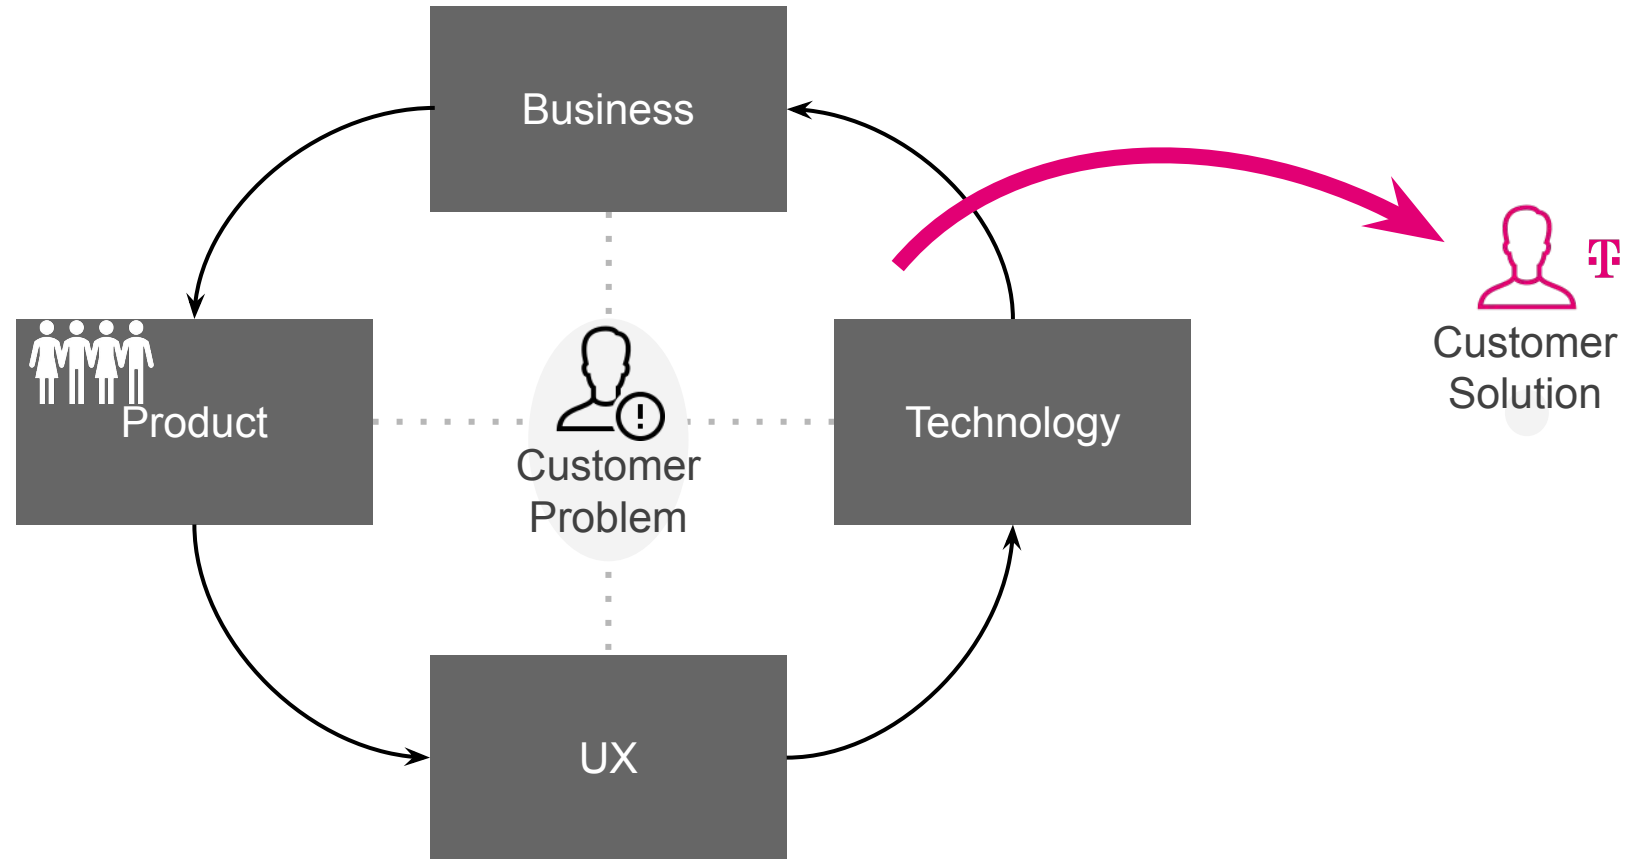 Business
Product
Customer
Problem
Technology
UX
T
Customer
Solution